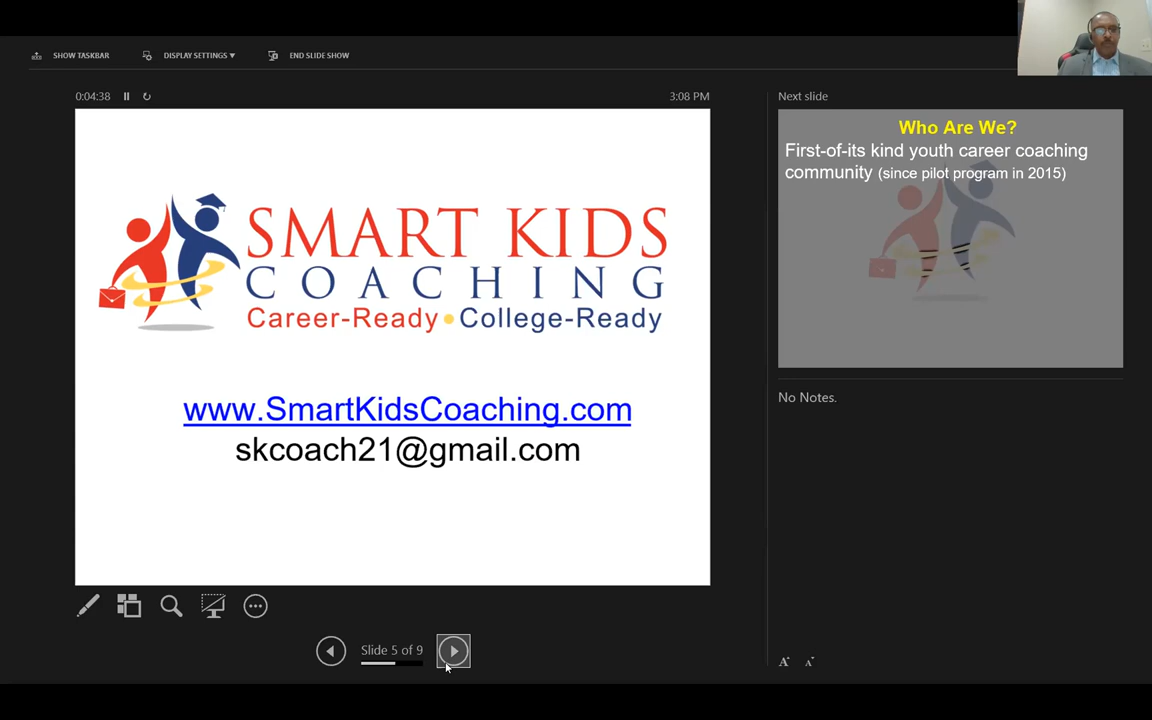 SHOW TASKBAR
DISPLAY SETTINGS ▾
END SLIDE SHOW
0:04:38
3:08 PM
SMART KIDS
COACHING
Career-Ready • College-Ready
www.SmartKidsCoaching.com
skcoach21@gmail.com
Slide 5 of 9
Next slide
Who Are We?
First-of-its kind youth career coaching
community (since pilot program in 2015)
No Notes.
A A